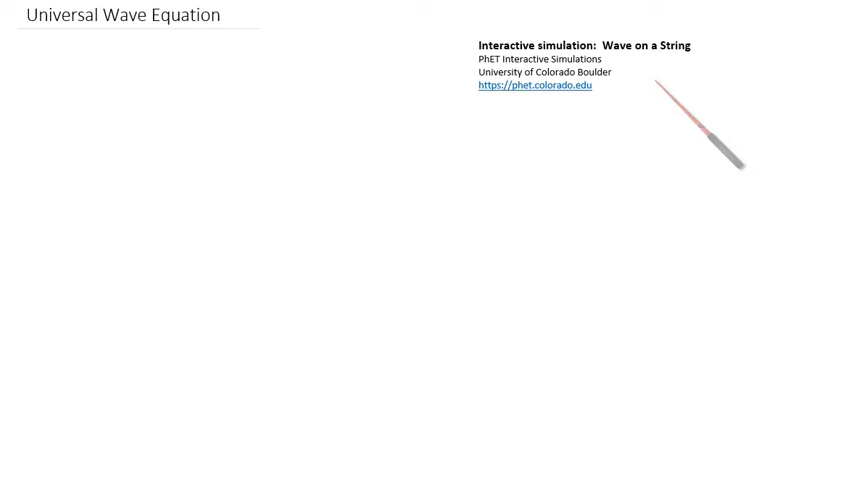 Universal Wave Equation
Interactive simulation: Wave on a String
PhET Interactive Simulations
University of Colorado Boulder
https://phet.colorado.edu